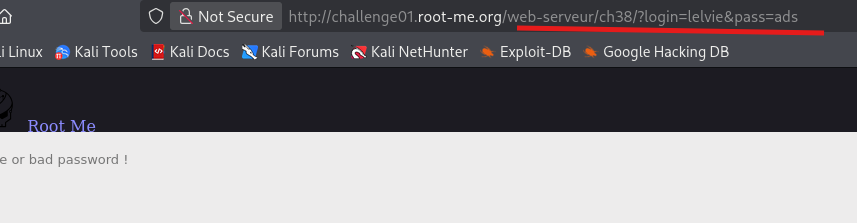 Not Secure http://challenge01.root-me.org/web-serveur/ch38/?login=lelvie&pass=ads
Linux Kali Tools Kali Docs Kali Forums Kali NetHunter Exploit-DB Google Hacking DB
Root Me
or bad password !